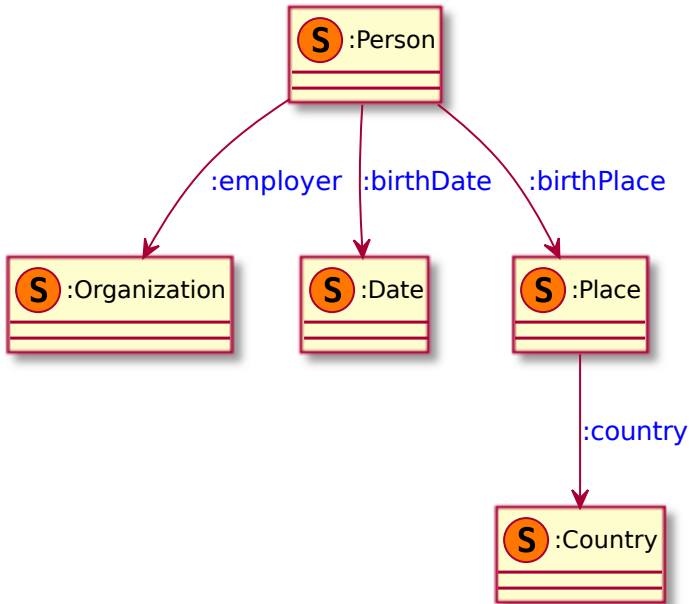 S :Person
:employer :birthDate :birthPlace
S :Organization S :Date S :Place
:country
S :Country